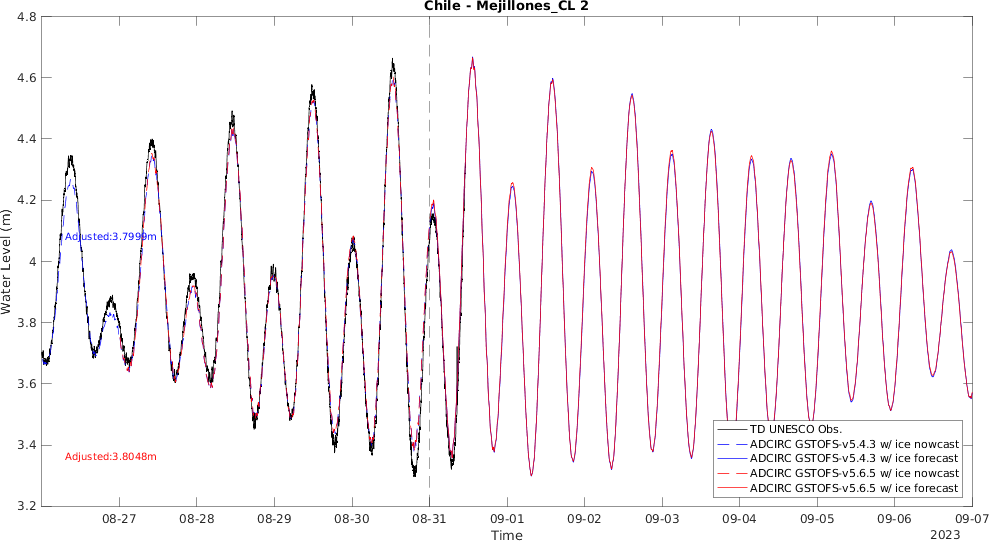 Chile - Mejillones_CL 2
4.8
4.6
4.4
4.2
4
3.8
3.6
3.4
3.2
Water Level (m)
Adjusted:3.7999m
Adjusted:3.8048m
TD UNESCO Obs.
ADCIRC GSTOFS-v5.4.3 w/ ice nowcast
ADCIRC GSTOFS-v5.4.3 w/ ice forecast
ADCIRC GSTOFS-v5.6.5 w/ ice nowcast
ADCIRC GSTOFS-v5.6.5 w/ ice forecast
08-27 08-28 08-29 08-30 08-31 09-01 09-02 09-03 09-04 09-05 09-06 09-07
Time
2023